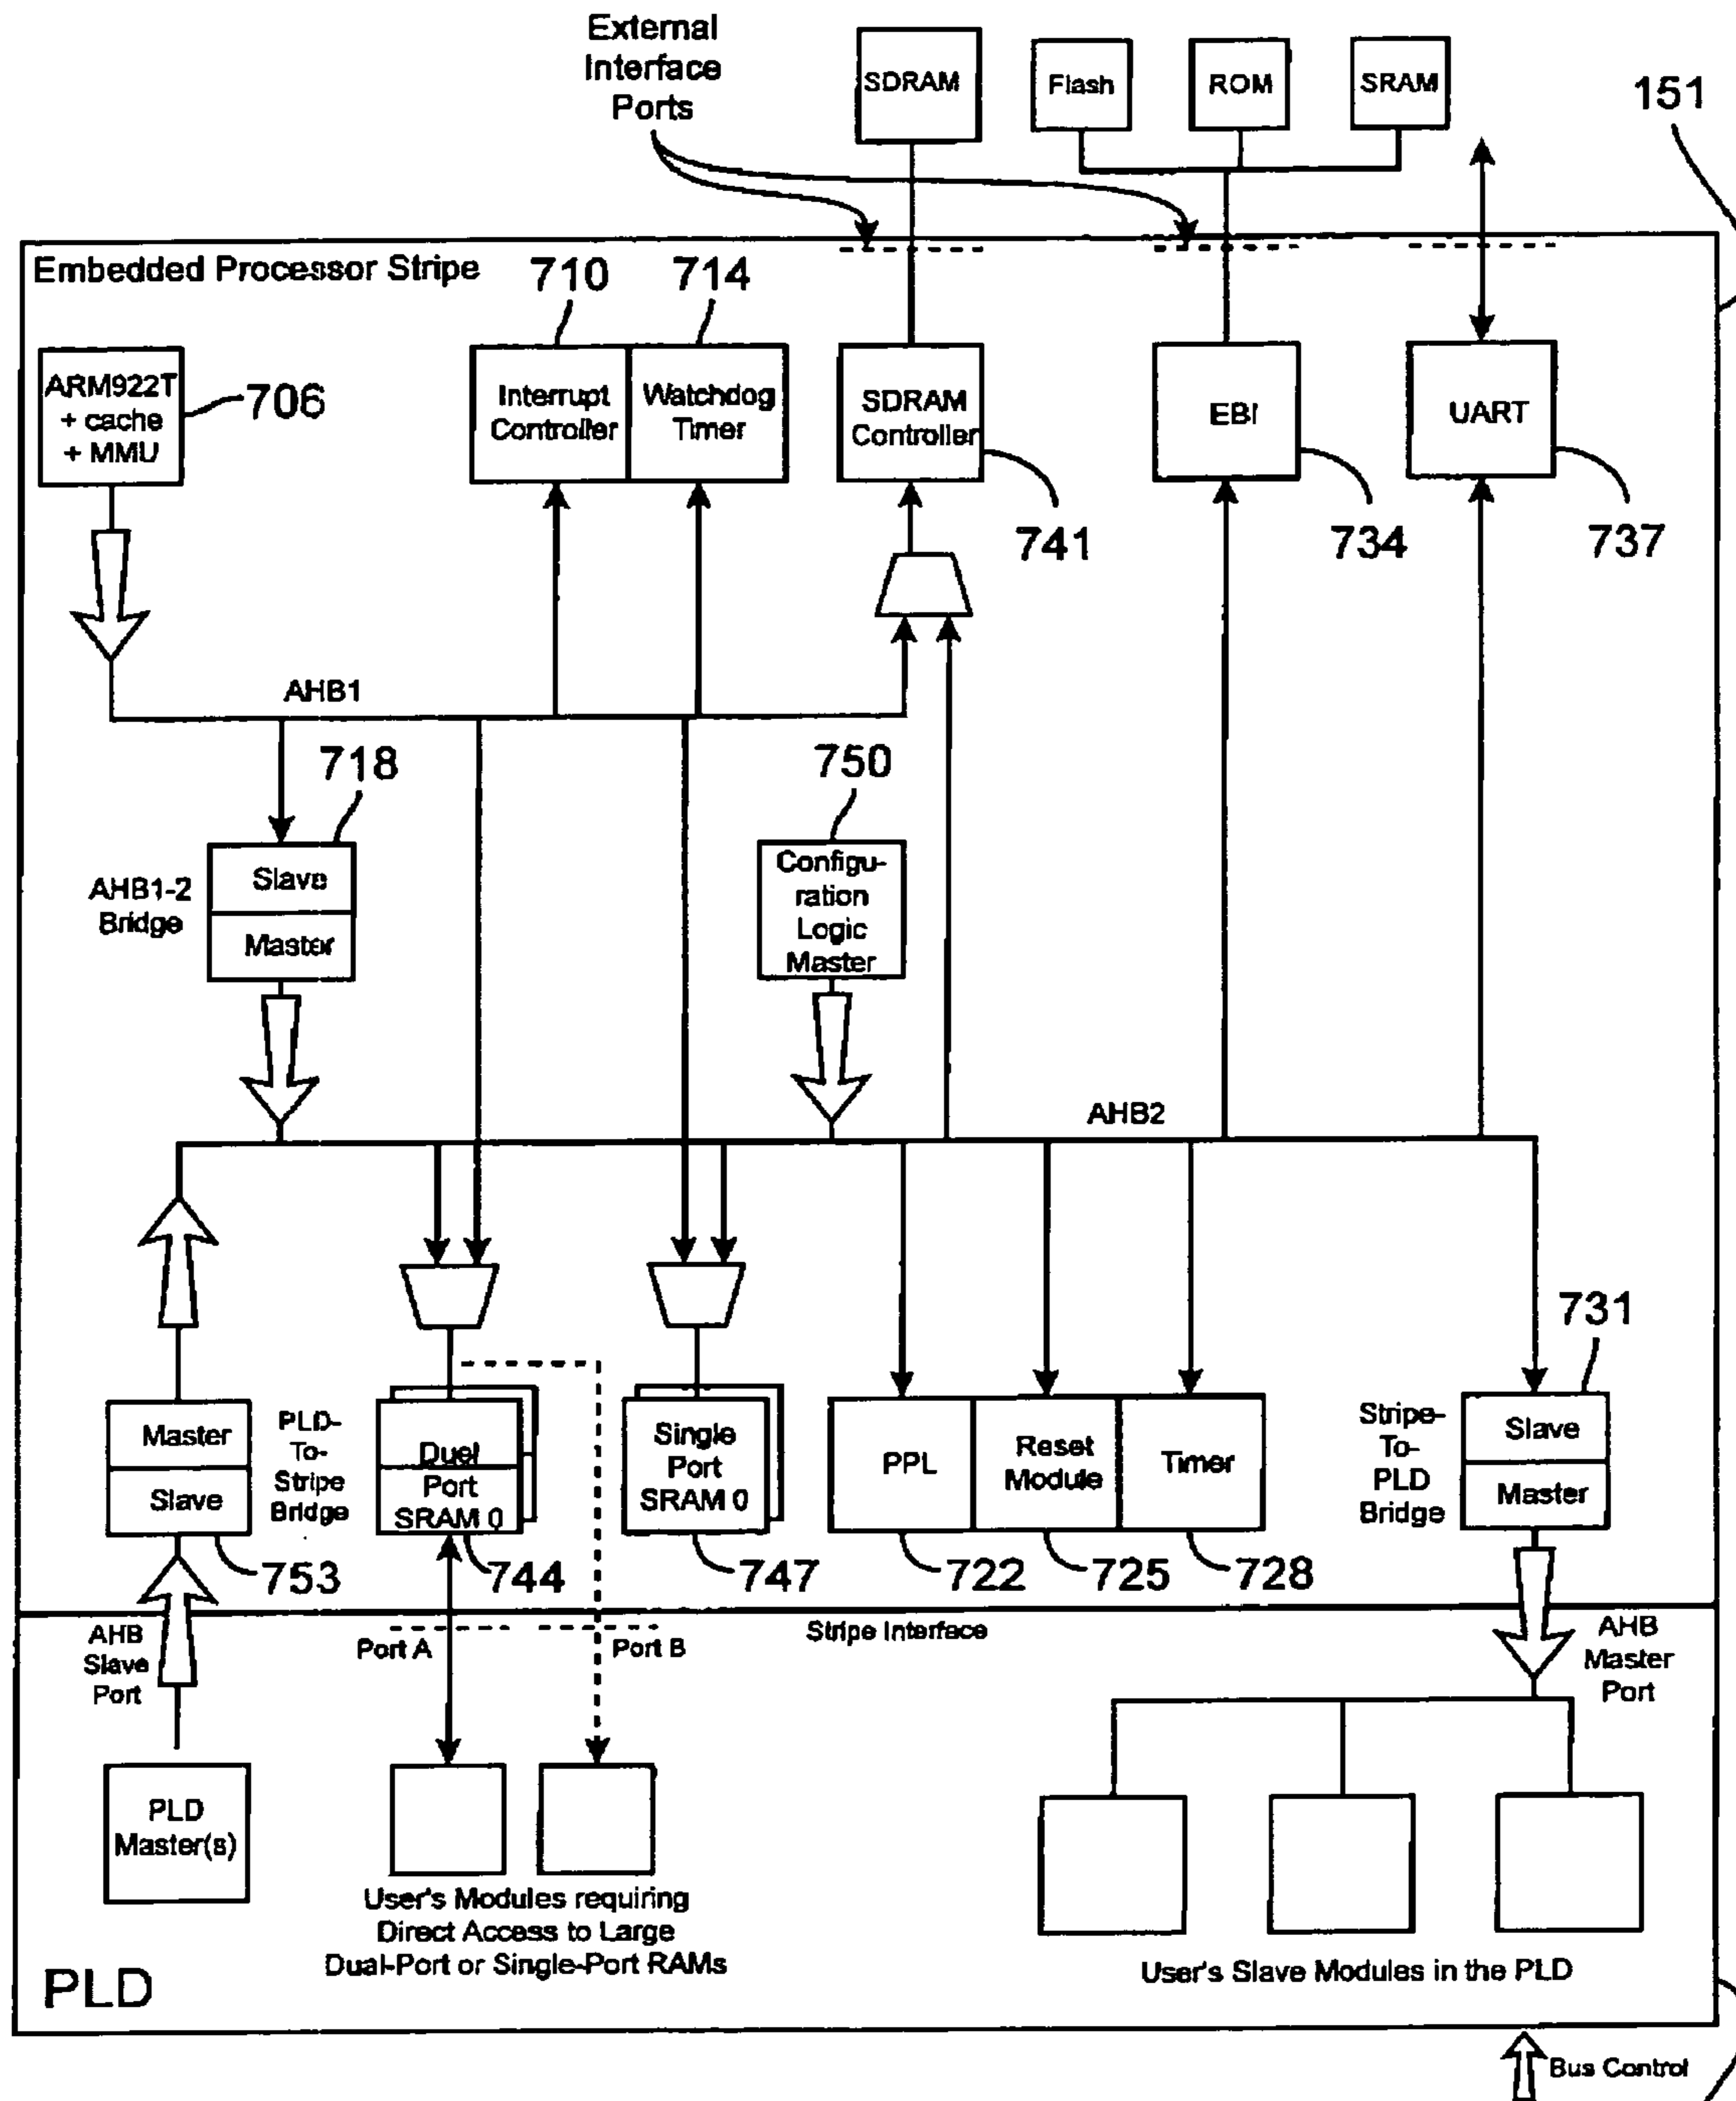 External
Interface
Ports
SDRAM
Flash
ROM
SRAM
151
Embedded Processor Stripe
710
714
ARM922T
+ cache
+ MMU
706
Interrupt
Controller
Watchdog
Timer
SDRAM
Controller
EBI
UART
741
734
737
AHB1
718
750
AHB1-2
Bridge
Slave
Master
Configu-
ration
Logic
Master
AHB2
731
Master
Slave
PLD-
To-
Stripe
Bridge
Duel
Port
SRAM 0
Single
Port
SRAM 0
PPL
Reset
Module
Timer
Stripe-
To-
PLD
Bridge
Slave
Master
753
744
747
722
725
728
AHB
Slave
Port
Port A
Port B
Stripe Interface
AHB
Master
Port
PLD
Master(s)
User's Modules requiring
Direct Access to Large
Dual-Port or Single-Port RAMs
User's Slave Modules in the PLD
PLD
Bus Control